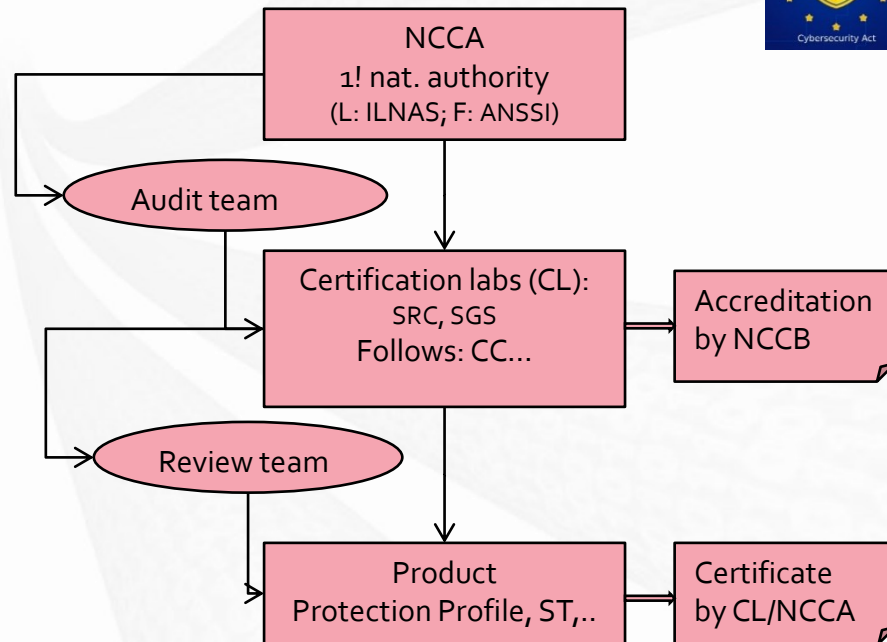 Cybersecurity Act
NCCA
1! nat. authority
(L: ILNAS; F: ANSSI)
Audit team
Certification labs (CL):
SRC, SGS
Follows: CC...
Accreditation
by NCCB
Review team
Product
Protection Profile, ST,..
Certificate
by CL/NCCA